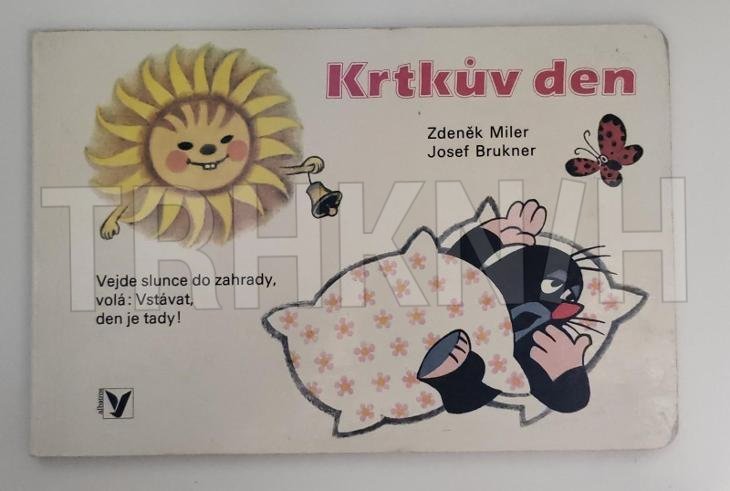 Krtkův den
Zdeněk Miler
Josef Brukner
Vejde slunce do zahrady,
volá: Vstávat,
den je tady!
albatros
TRHKNIH